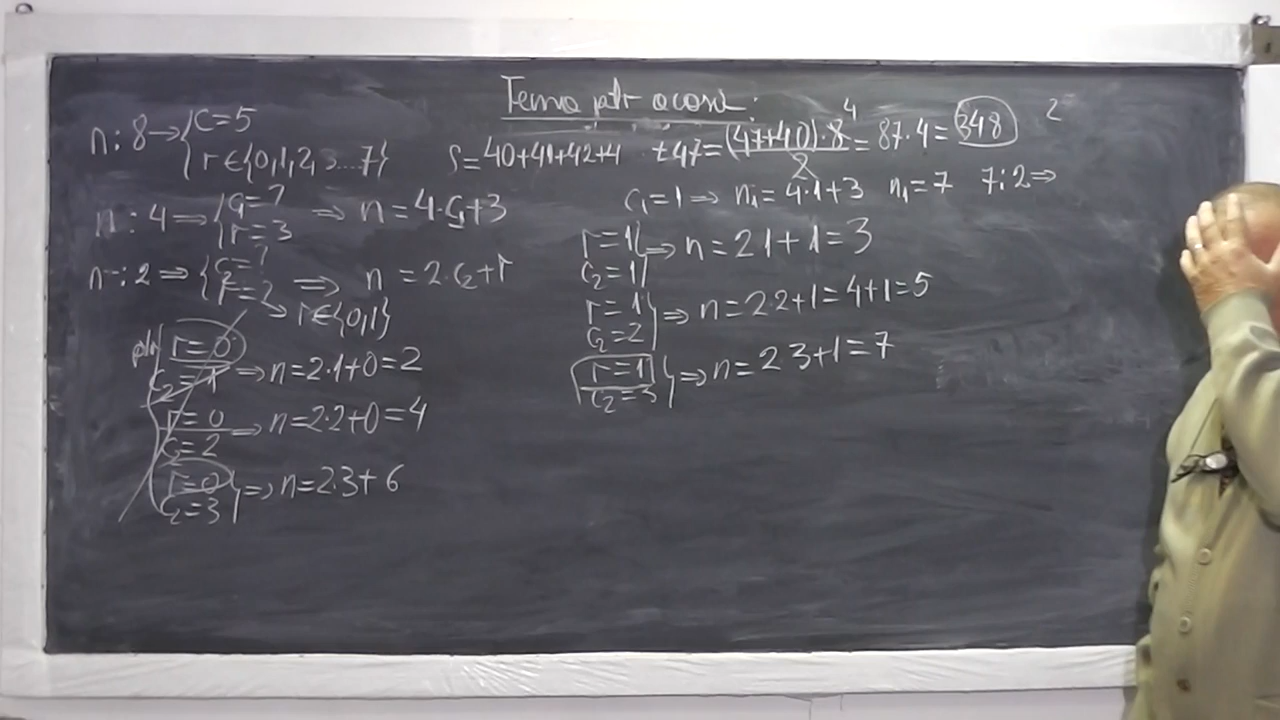 Tema ptr acasă:
n : 8 → { C=5
r ∈ {0,1,2,....7}
S=40+41+42+4 +47= (47+40)·8 4 / 2 = 87·4 = 348 2
n : 4 ⇒ { C₁=?
r=3 ⇒ n=4·C₁+3
C₁=1 ⇒ n₁=4·1+3 n₁=7 7:2⇒
n : 2 ⇒ { C₂=?
r=? ⇒ n=2·C₂+r
r∈{0,1}
r=0
C₂=1 ⇒ n=2·1+0=2
r=0
C=2 ⇒ n=2·2+0=4
r=0
C₂=3 } ⇒ n=2·3+6
r=1
C₂=1 } ⇒ n=2 1+1=3
r=1
C₂=2 } ⇒ n=2·2+1=4+1=5
r=1
C₂=3 } ⇒ n=2 3+1=7